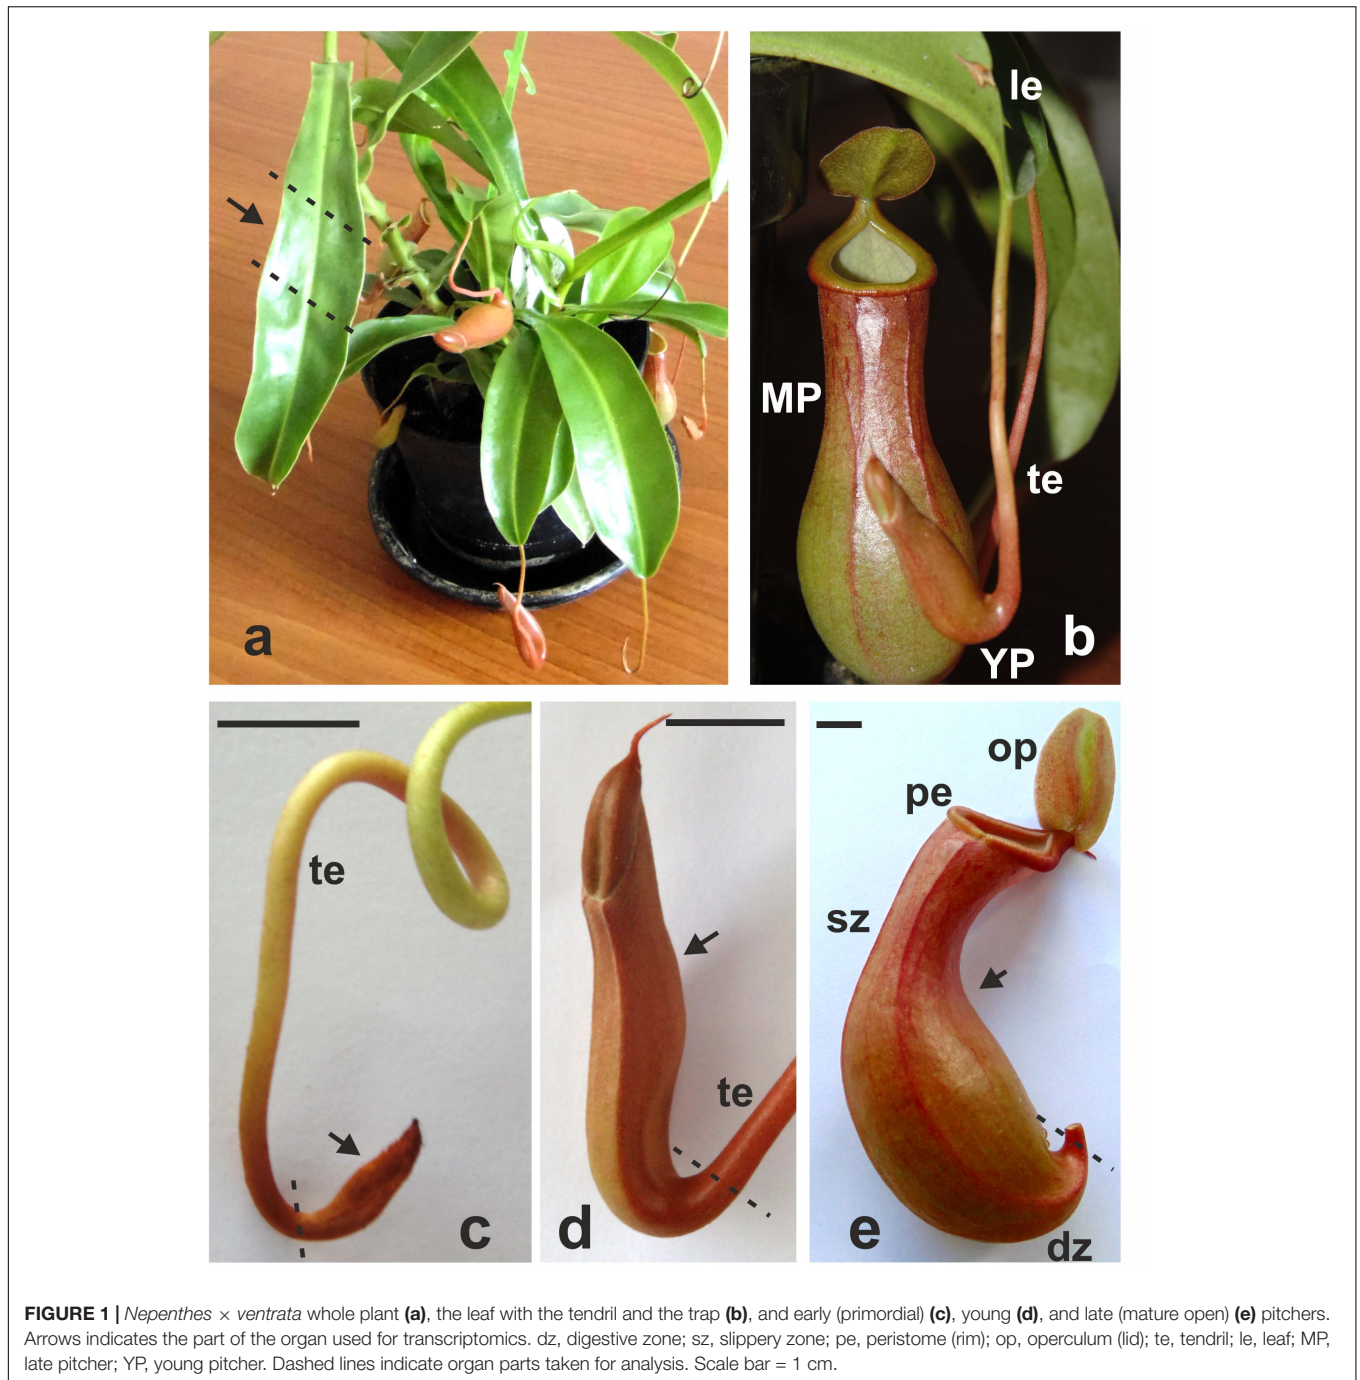 le
MP
te
a
YP
b
te
c
te
d
op
pe
sz
e
dz
FIGURE 1 | Nepenthes × ventrata whole plant (a), the leaf with the tendril and the trap (b), and early (primordial) (c), young (d), and late (mature open) (e) pitchers.
Arrows indicates the part of the organ used for transcriptomics. dz, digestive zone; sz, slippery zone; pe, peristome (rim); op, operculum (lid); te, tendril; le, leaf; MP,
late pitcher; YP, young pitcher. Dashed lines indicate organ parts taken for analysis. Scale bar = 1 cm.